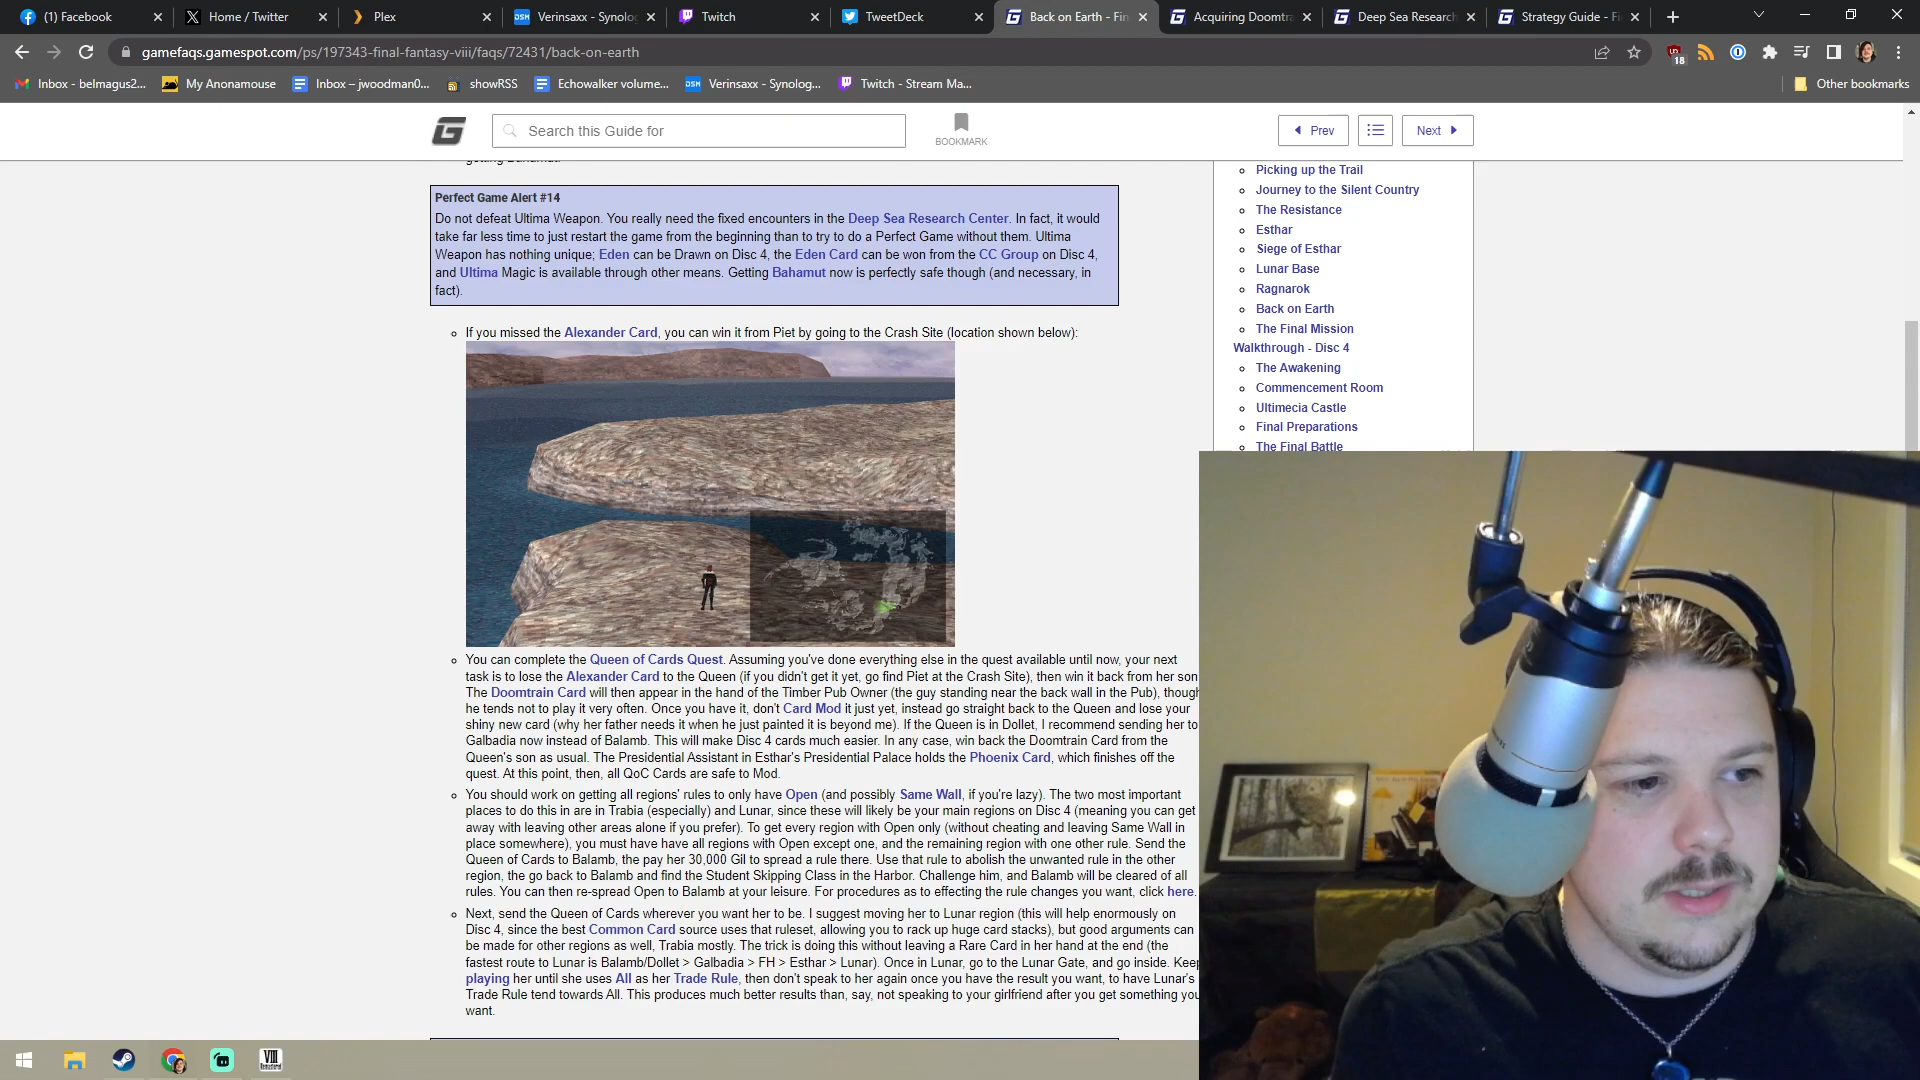 (1) Facebook
Home / Twitter
Plex
Verinsaxx - Synolog
Twitch
TweetDeck
Back on Earth - Fin
Acquiring Doomtra
Deep Sea Research
Strategy Guide - Fi
gamefaqs.gamespot.com/ps/197343-final-fantasy-viii/faqs/72431/back-on-earth
18
Inbox - belmagus2...
My Anonamouse
Inbox – jwoodman0...
showRSS
Echowalker volume...
Verinsaxx - Synolog...
Twitch - Stream Ma...
Other bookmarks
Search this Guide for
BOOKMARK
Prev
Next
getting Bahamut.
Perfect Game Alert #14
Do not defeat Ultima Weapon. You really need the fixed encounters in the Deep Sea Research Center. In fact, it would
take far less time to just restart the game from the beginning than to try to do a Perfect Game without them. Ultima
Weapon has nothing unique; Eden can be Drawn on Disc 4, the Eden Card can be won from the CC Group on Disc 4,
and Ultima Magic is available through other means. Getting Bahamut now is perfectly safe though (and necessary, in
fact).
If you missed the Alexander Card, you can win it from Piet by going to the Crash Site (location shown below):
You can complete the Queen of Cards Quest. Assuming you've done everything else in the quest available until now, your next
task is to lose the Alexander Card to the Queen (if you didn't get it yet, go find Piet at the Crash Site), then win it back from her son.
The Doomtrain Card will then appear in the hand of the Timber Pub Owner (the guy standing near the back wall in the Pub), though
he tends not to play it very often. Once you have it, don't Card Mod it just yet, instead go straight back to the Queen and lose your
shiny new card (why her father needs it when he just painted it is beyond me). If the Queen is in Dollet, I recommend sending her to
Galbadia now instead of Balamb. This will make Disc 4 cards much easier. In any case, win back the Doomtrain Card from the
Queen's son as usual. The Presidential Assistant in Esthar's Presidential Palace holds the Phoenix Card, which finishes off the
quest. At this point, then, all QoC Cards are safe to Mod.
You should work on getting all regions' rules to only have Open (and possibly Same Wall, if you're lazy). The two most important
places to do this in are in Trabia (especially) and Lunar, since these will likely be your main regions on Disc 4 (meaning you can get
away with leaving other areas alone if you prefer). To get every region with Open only (without cheating and leaving Same Wall in
place somewhere), you must have have all regions with Open except one, and the remaining region with one other rule. Send the
Queen of Cards to Balamb, the pay her 30,000 Gil to spread a rule there. Use that rule to abolish the unwanted rule in the other
region, the go back to Balamb and find the Student Skipping Class in the Harbor. Challenge him, and Balamb will be cleared of all
rules. You can then re-spread Open to Balamb at your leisure. For procedures as to effecting the rule changes you want, click here.
Next, send the Queen of Cards wherever you want her to be. I suggest moving her to Lunar region (this will help enormously on
Disc 4, since the best Common Card source uses that ruleset, allowing you to rack up huge card stacks), but good arguments can
be made for other regions as well, Trabia mostly. The trick is doing this without leaving a Rare Card in her hand at the end (the
fastest route to Lunar is Balamb/Dollet > Galbadia > FH > Esthar > Lunar). Once in Lunar, go to the Lunar Gate, and go inside. Keep
playing her until she uses All as her Trade Rule, then don't speak to her again once you have the result you want, to have Lunar's
Trade Rule tend towards All. This produces much better results than, say, not speaking to your girlfriend after you get something you
want.
Picking up the Trail
Journey to the Silent Country
The Resistance
Esthar
Siege of Esthar
Lunar Base
Ragnarok
Back on Earth
The Final Mission
Walkthrough - Disc 4
The Awakening
Commencement Room
Ultimecia Castle
Final Preparations
The Final Battle
VIII